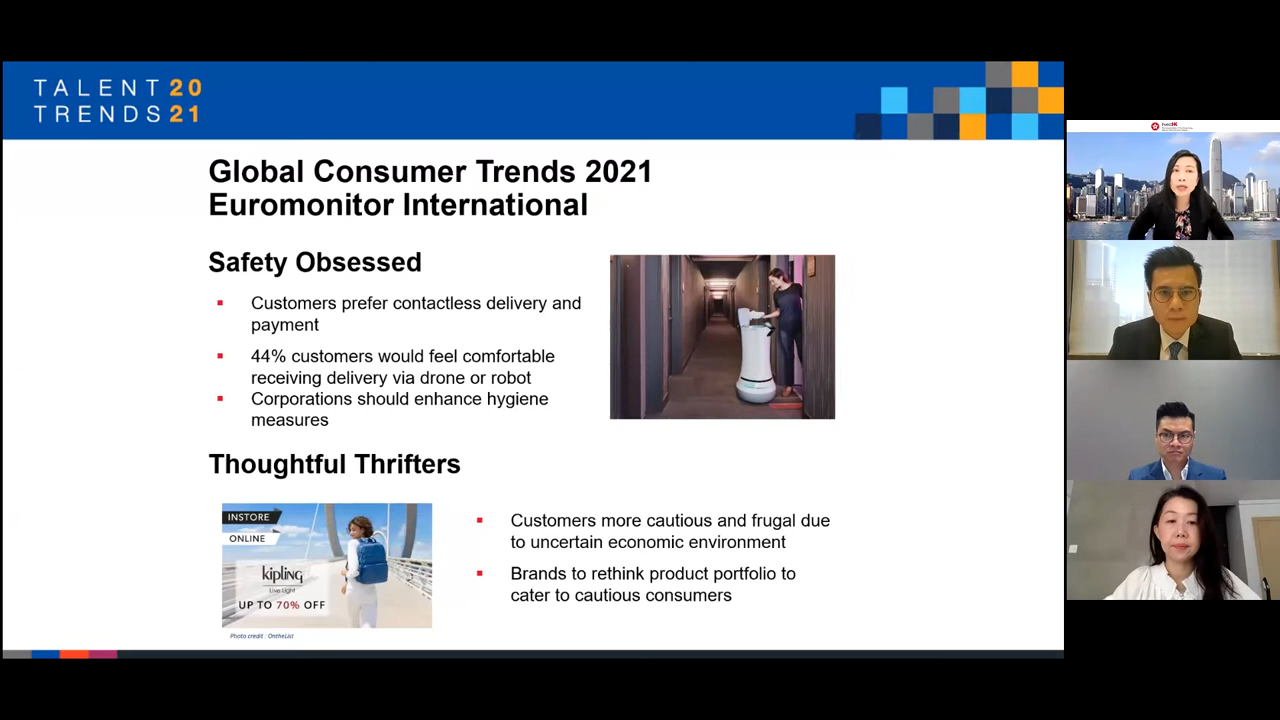 TALENT 20
TRENDS 21
Global Consumer Trends 2021
Euromonitor International
Safety Obsessed
Customers prefer contactless delivery and
payment
44% customers would feel comfortable
receiving delivery via drone or robot
Corporations should enhance hygiene
measures
Thoughtful Thrifters
INSTORE
ONLINE
kipling
Live Light
UP TO 70% OFF
Photo credit : OntheList
Customers more cautious and frugal due
to uncertain economic environment
Brands to rethink product portfolio to
cater to cautious consumers
InvestHK